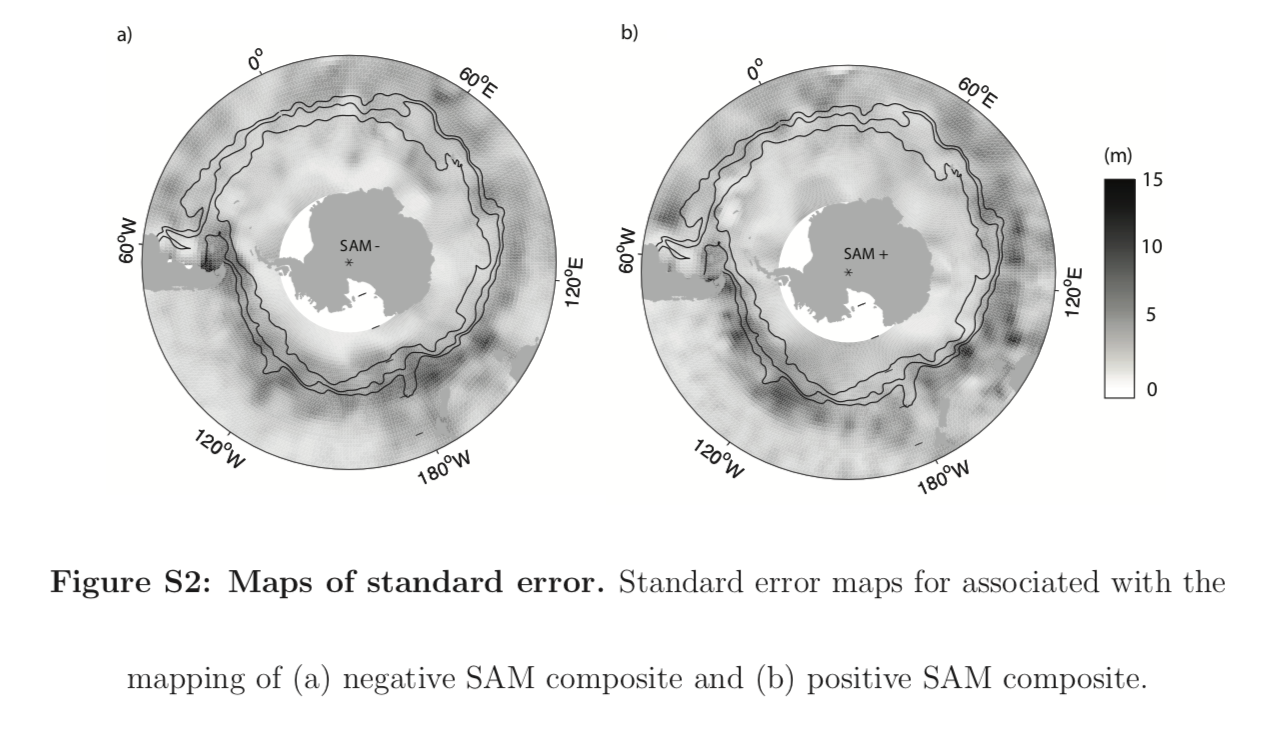 a)
b)
0°
60°E
60°W
120°E
120°W
180°W
SAM -
*
0°
60°E
60°W
120°E
120°W
180°W
SAM +
*
(m)
15
10
5
0
Figure S2: Maps of standard error. Standard error maps for associated with the
mapping of (a) negative SAM composite and (b) positive SAM composite.